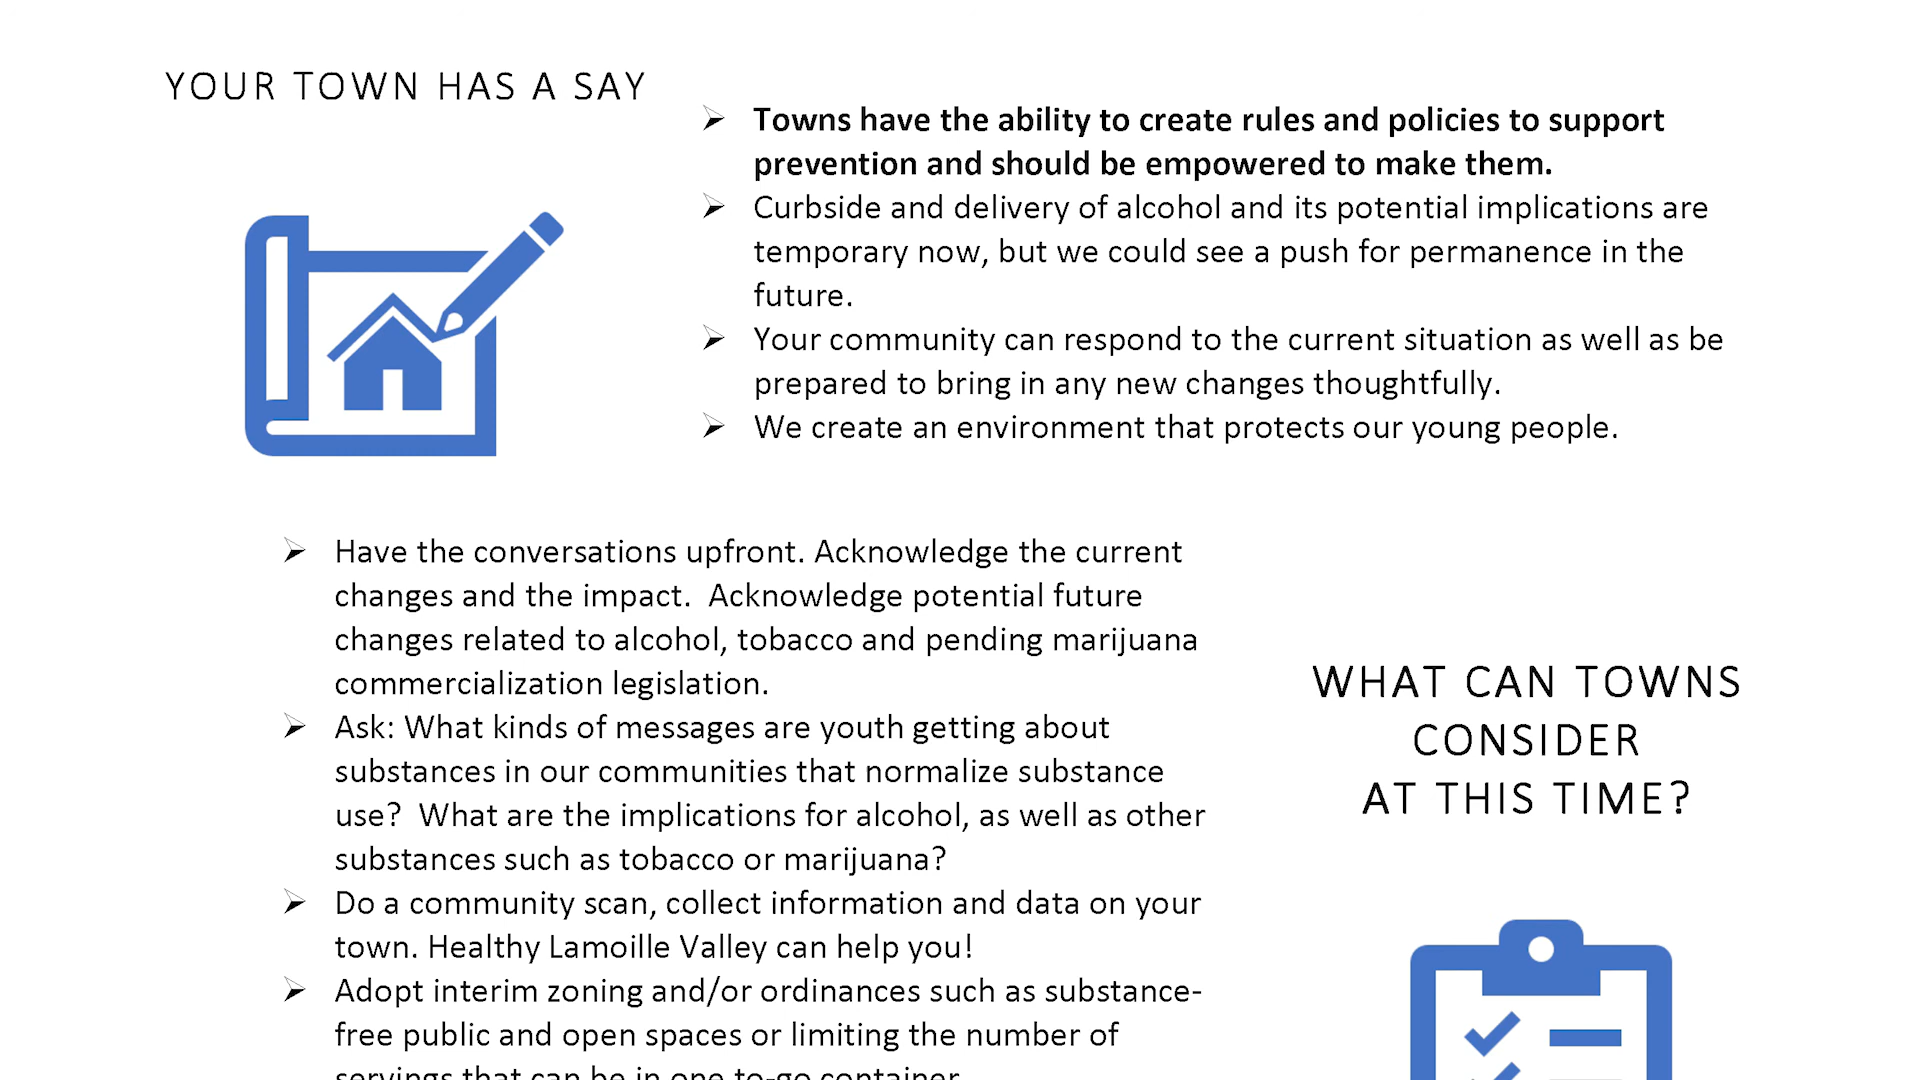 YOUR TOWN HAS A SAY
Towns have the ability to create rules and policies to support
prevention and should be empowered to make them.
Curbside and delivery of alcohol and its potential implications are
temporary now, but we could see a push for permanence in the
future.
Your community can respond to the current situation as well as be
prepared to bring in any new changes thoughtfully.
We create an environment that protects our young people.
Have the conversations upfront. Acknowledge the current
changes and the impact.  Acknowledge potential future
changes related to alcohol, tobacco and pending marijuana
commercialization legislation.
Ask: What kinds of messages are youth getting about
substances in our communities that normalize substance
use?  What are the implications for alcohol, as well as other
substances such as tobacco or marijuana?
Do a community scan, collect information and data on your
town. Healthy Lamoille Valley can help you!
Adopt interim zoning and/or ordinances such as substance-
free public and open spaces or limiting the number of
servings that can be in one to-go container
WHAT CAN TOWNS
CONSIDER
AT THIS TIME?